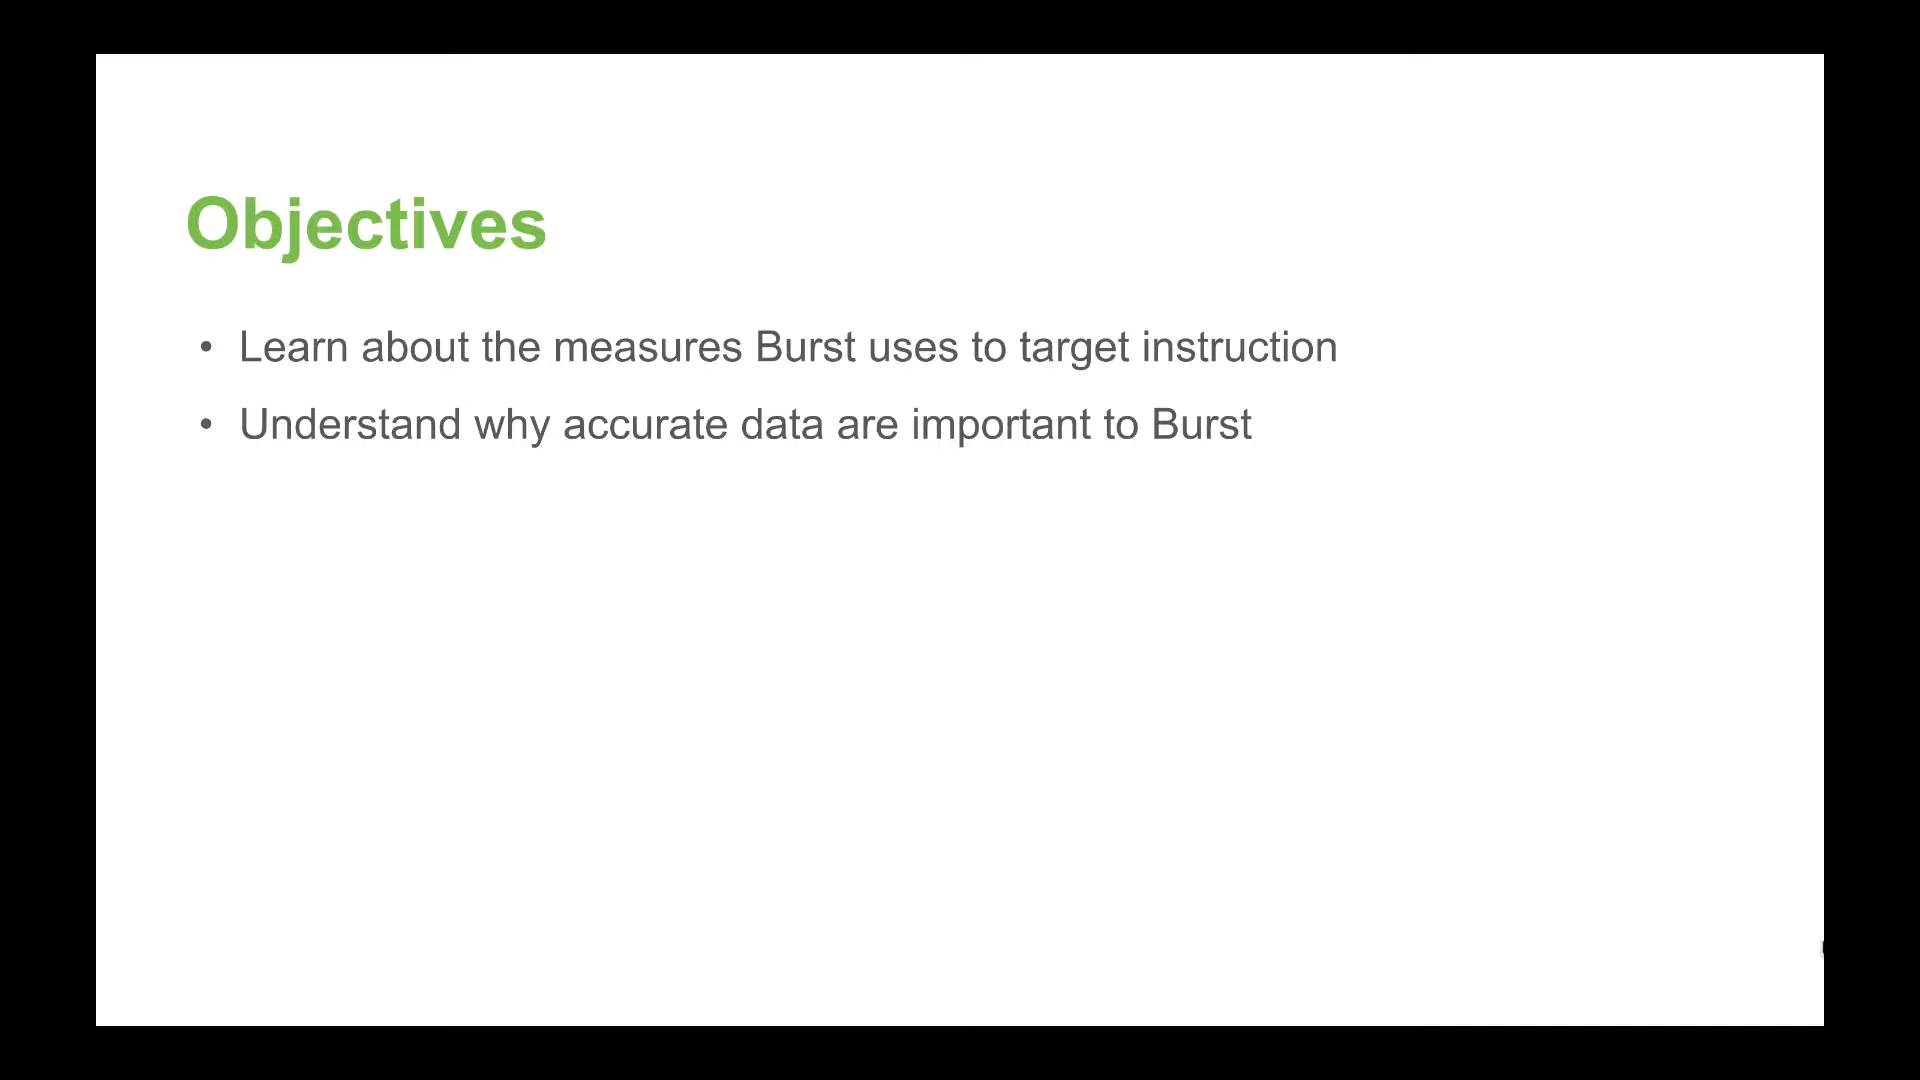 Objectives
• Learn about the measures Burst uses to target instruction
• Understand why accurate data are important to Burst